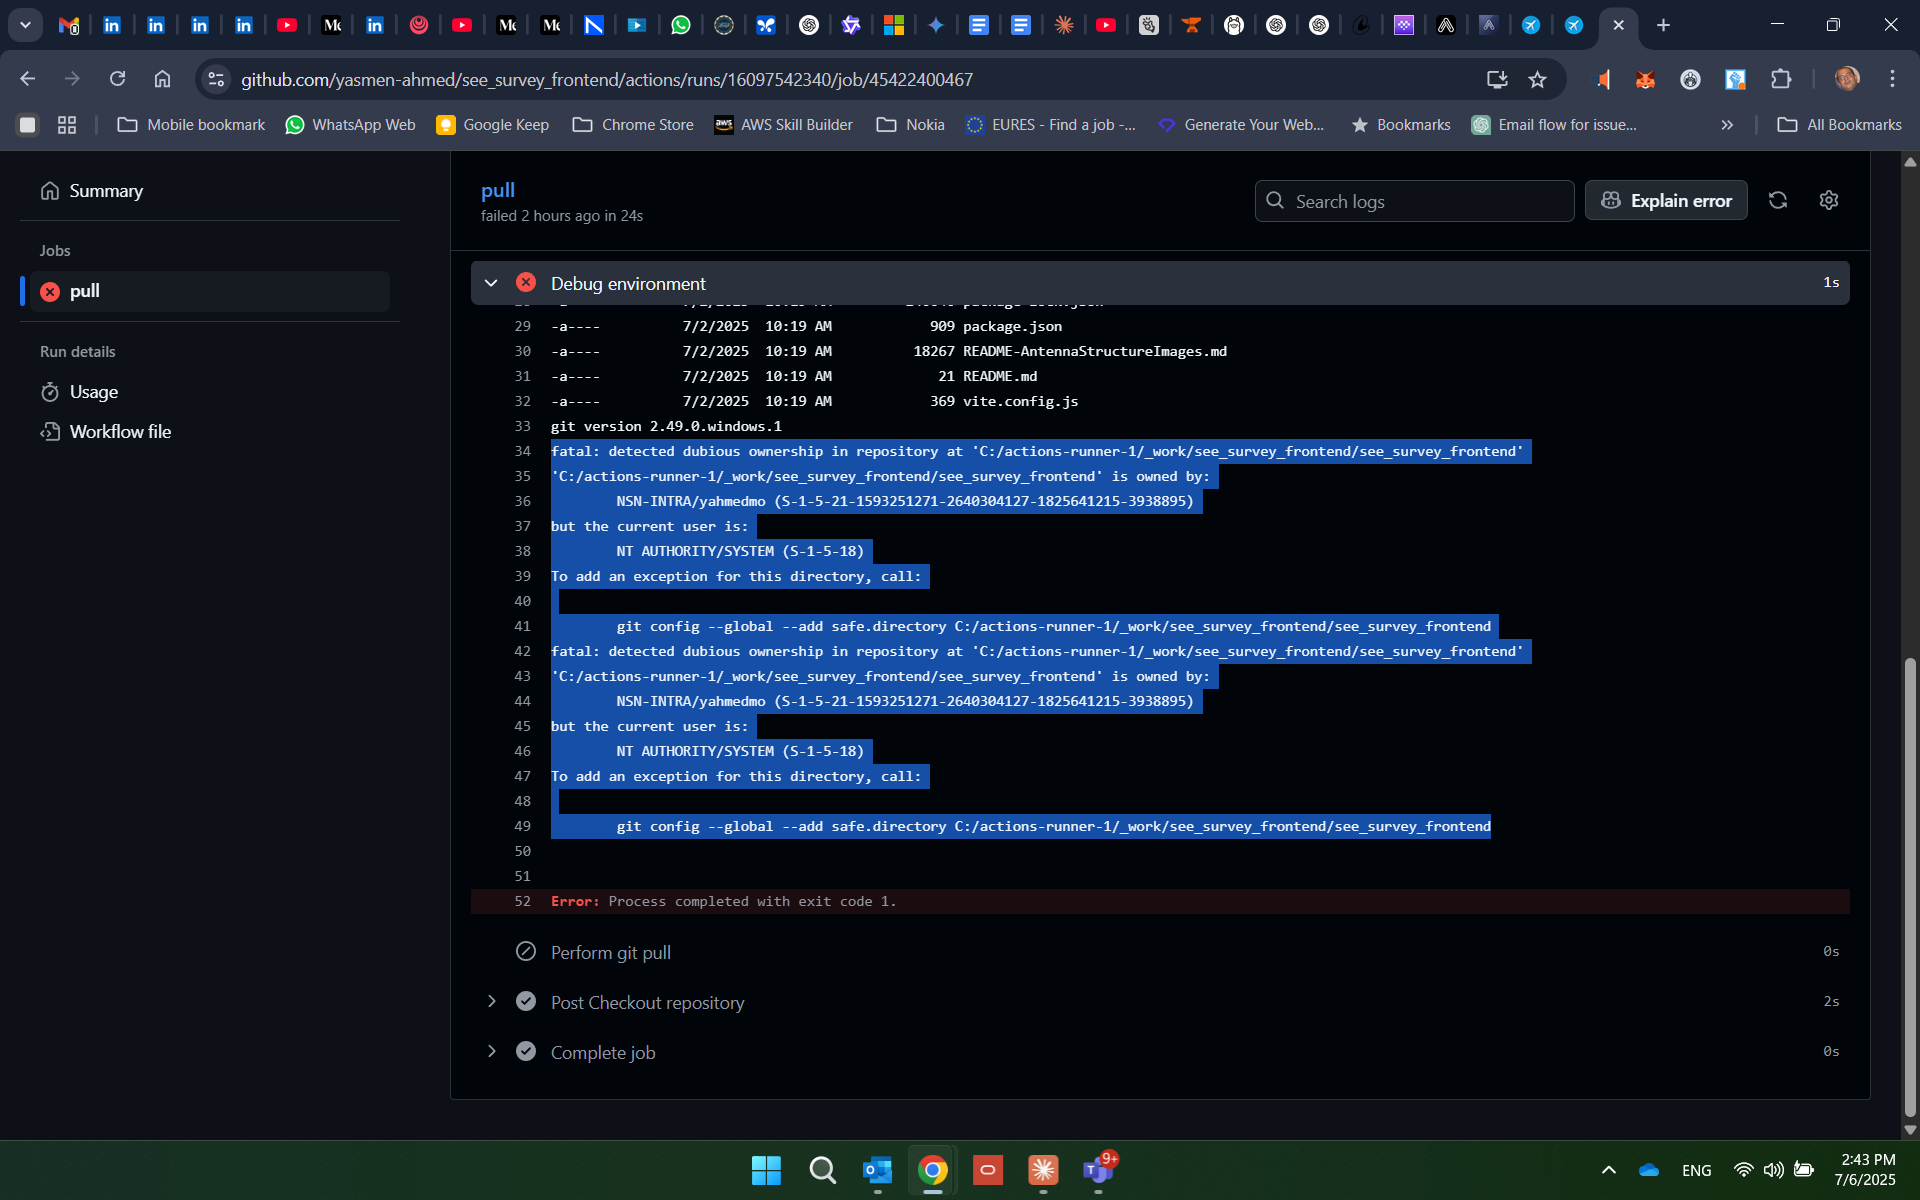 github.com/yasmen-ahmed/see_survey_frontend/actions/runs/16097542340/job/45422400467
Mobile bookmark
WhatsApp Web
Google Keep
Chrome Store
AWS Skill Builder
Nokia
EURES - Find a job -...
Generate Your Web...
Bookmarks
Email flow for issue...
All Bookmarks
Summary
Jobs
pull
Run details
Usage
Workflow file
pull
failed 2 hours ago in 24s
Search logs
Explain error
Debug environment
1s
29 -a---- 7/2/2025 10:19 AM 909 package.json
30 -a---- 7/2/2025 10:19 AM 18267 README-AntennaStructureImages.md
31 -a---- 7/2/2025 10:19 AM 21 README.md
32 -a---- 7/2/2025 10:19 AM 369 vite.config.js
33 git version 2.49.0.windows.1
34 fatal: detected dubious ownership in repository at 'C:/actions-runner-1/_work/see_survey_frontend/see_survey_frontend'
35 'C:/actions-runner-1/_work/see_survey_frontend/see_survey_frontend' is owned by:
36 NSN-INTRA/yahmedmo (S-1-5-21-1593251271-2640304127-1825641215-3938895)
37 but the current user is:
38 NT AUTHORITY/SYSTEM (S-1-5-18)
39 To add an exception for this directory, call:
40
41 git config --global --add safe.directory C:/actions-runner-1/_work/see_survey_frontend/see_survey_frontend
42 fatal: detected dubious ownership in repository at 'C:/actions-runner-1/_work/see_survey_frontend/see_survey_frontend'
43 'C:/actions-runner-1/_work/see_survey_frontend/see_survey_frontend' is owned by:
44 NSN-INTRA/yahmedmo (S-1-5-21-1593251271-2640304127-1825641215-3938895)
45 but the current user is:
46 NT AUTHORITY/SYSTEM (S-1-5-18)
47 To add an exception for this directory, call:
48
49 git config --global --add safe.directory C:/actions-runner-1/_work/see_survey_frontend/see_survey_frontend
50
51
52 Error: Process completed with exit code 1.
Perform git pull
0s
Post Checkout repository
2s
Complete job
0s
9+
ENG
2:43 PM
7/6/2025